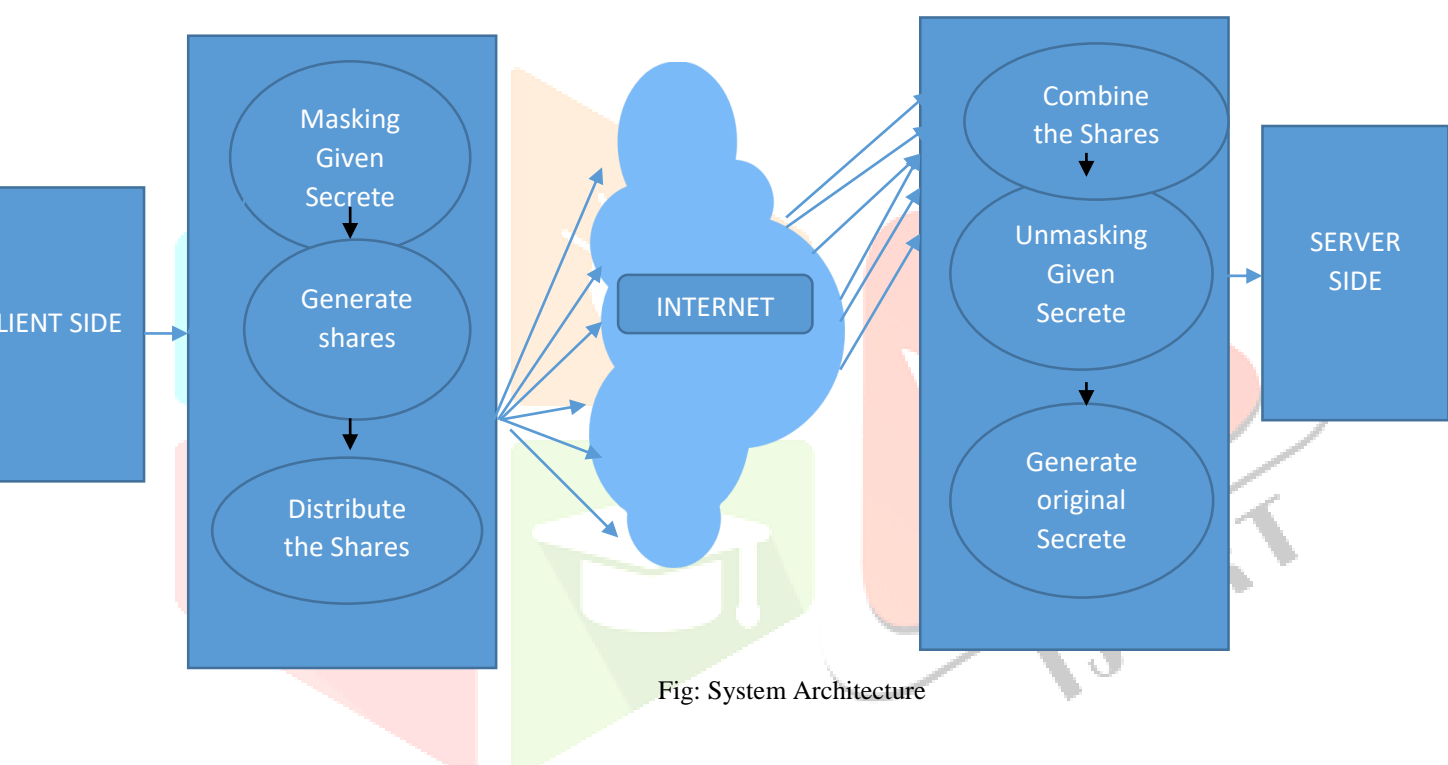 LIENT SIDE
Masking
Given
Secrete
Generate
shares
Distribute
the Shares
INTERNET
Combine
the Shares
Unmasking
Given
Secrete
Generate
original
Secrete
SERVER
SIDE
Fig: System Architecture